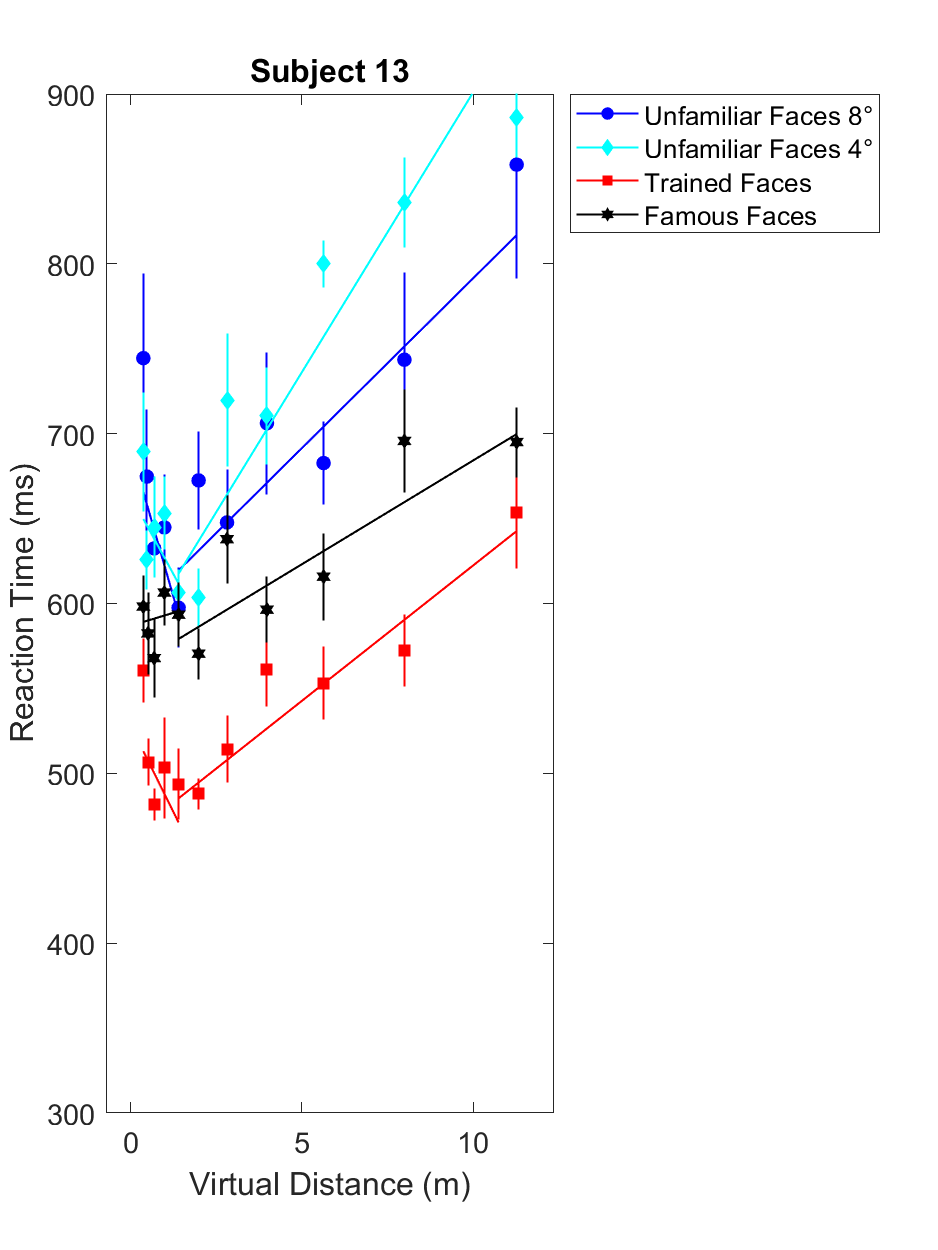 Subject 13
900
800
700
600
500
400
300
0
5
10
Reaction Time (ms)
Virtual Distance (m)
Unfamiliar Faces 8°
Unfamiliar Faces 4°
Trained Faces
Famous Faces